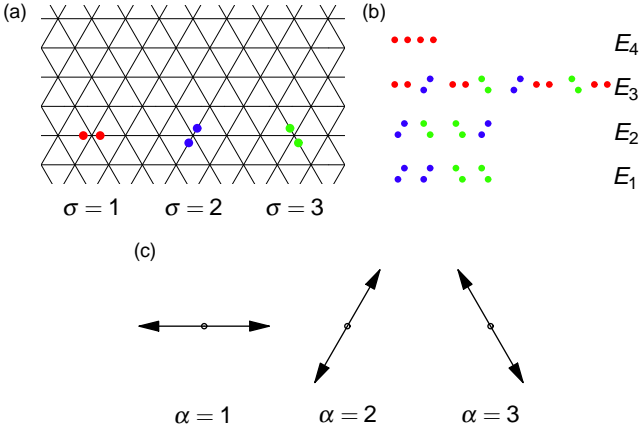 (a)
σ = 1
σ = 2
σ = 3
(b)
E4
E3
E2
E1
(c)
α = 1
α = 2
α = 3